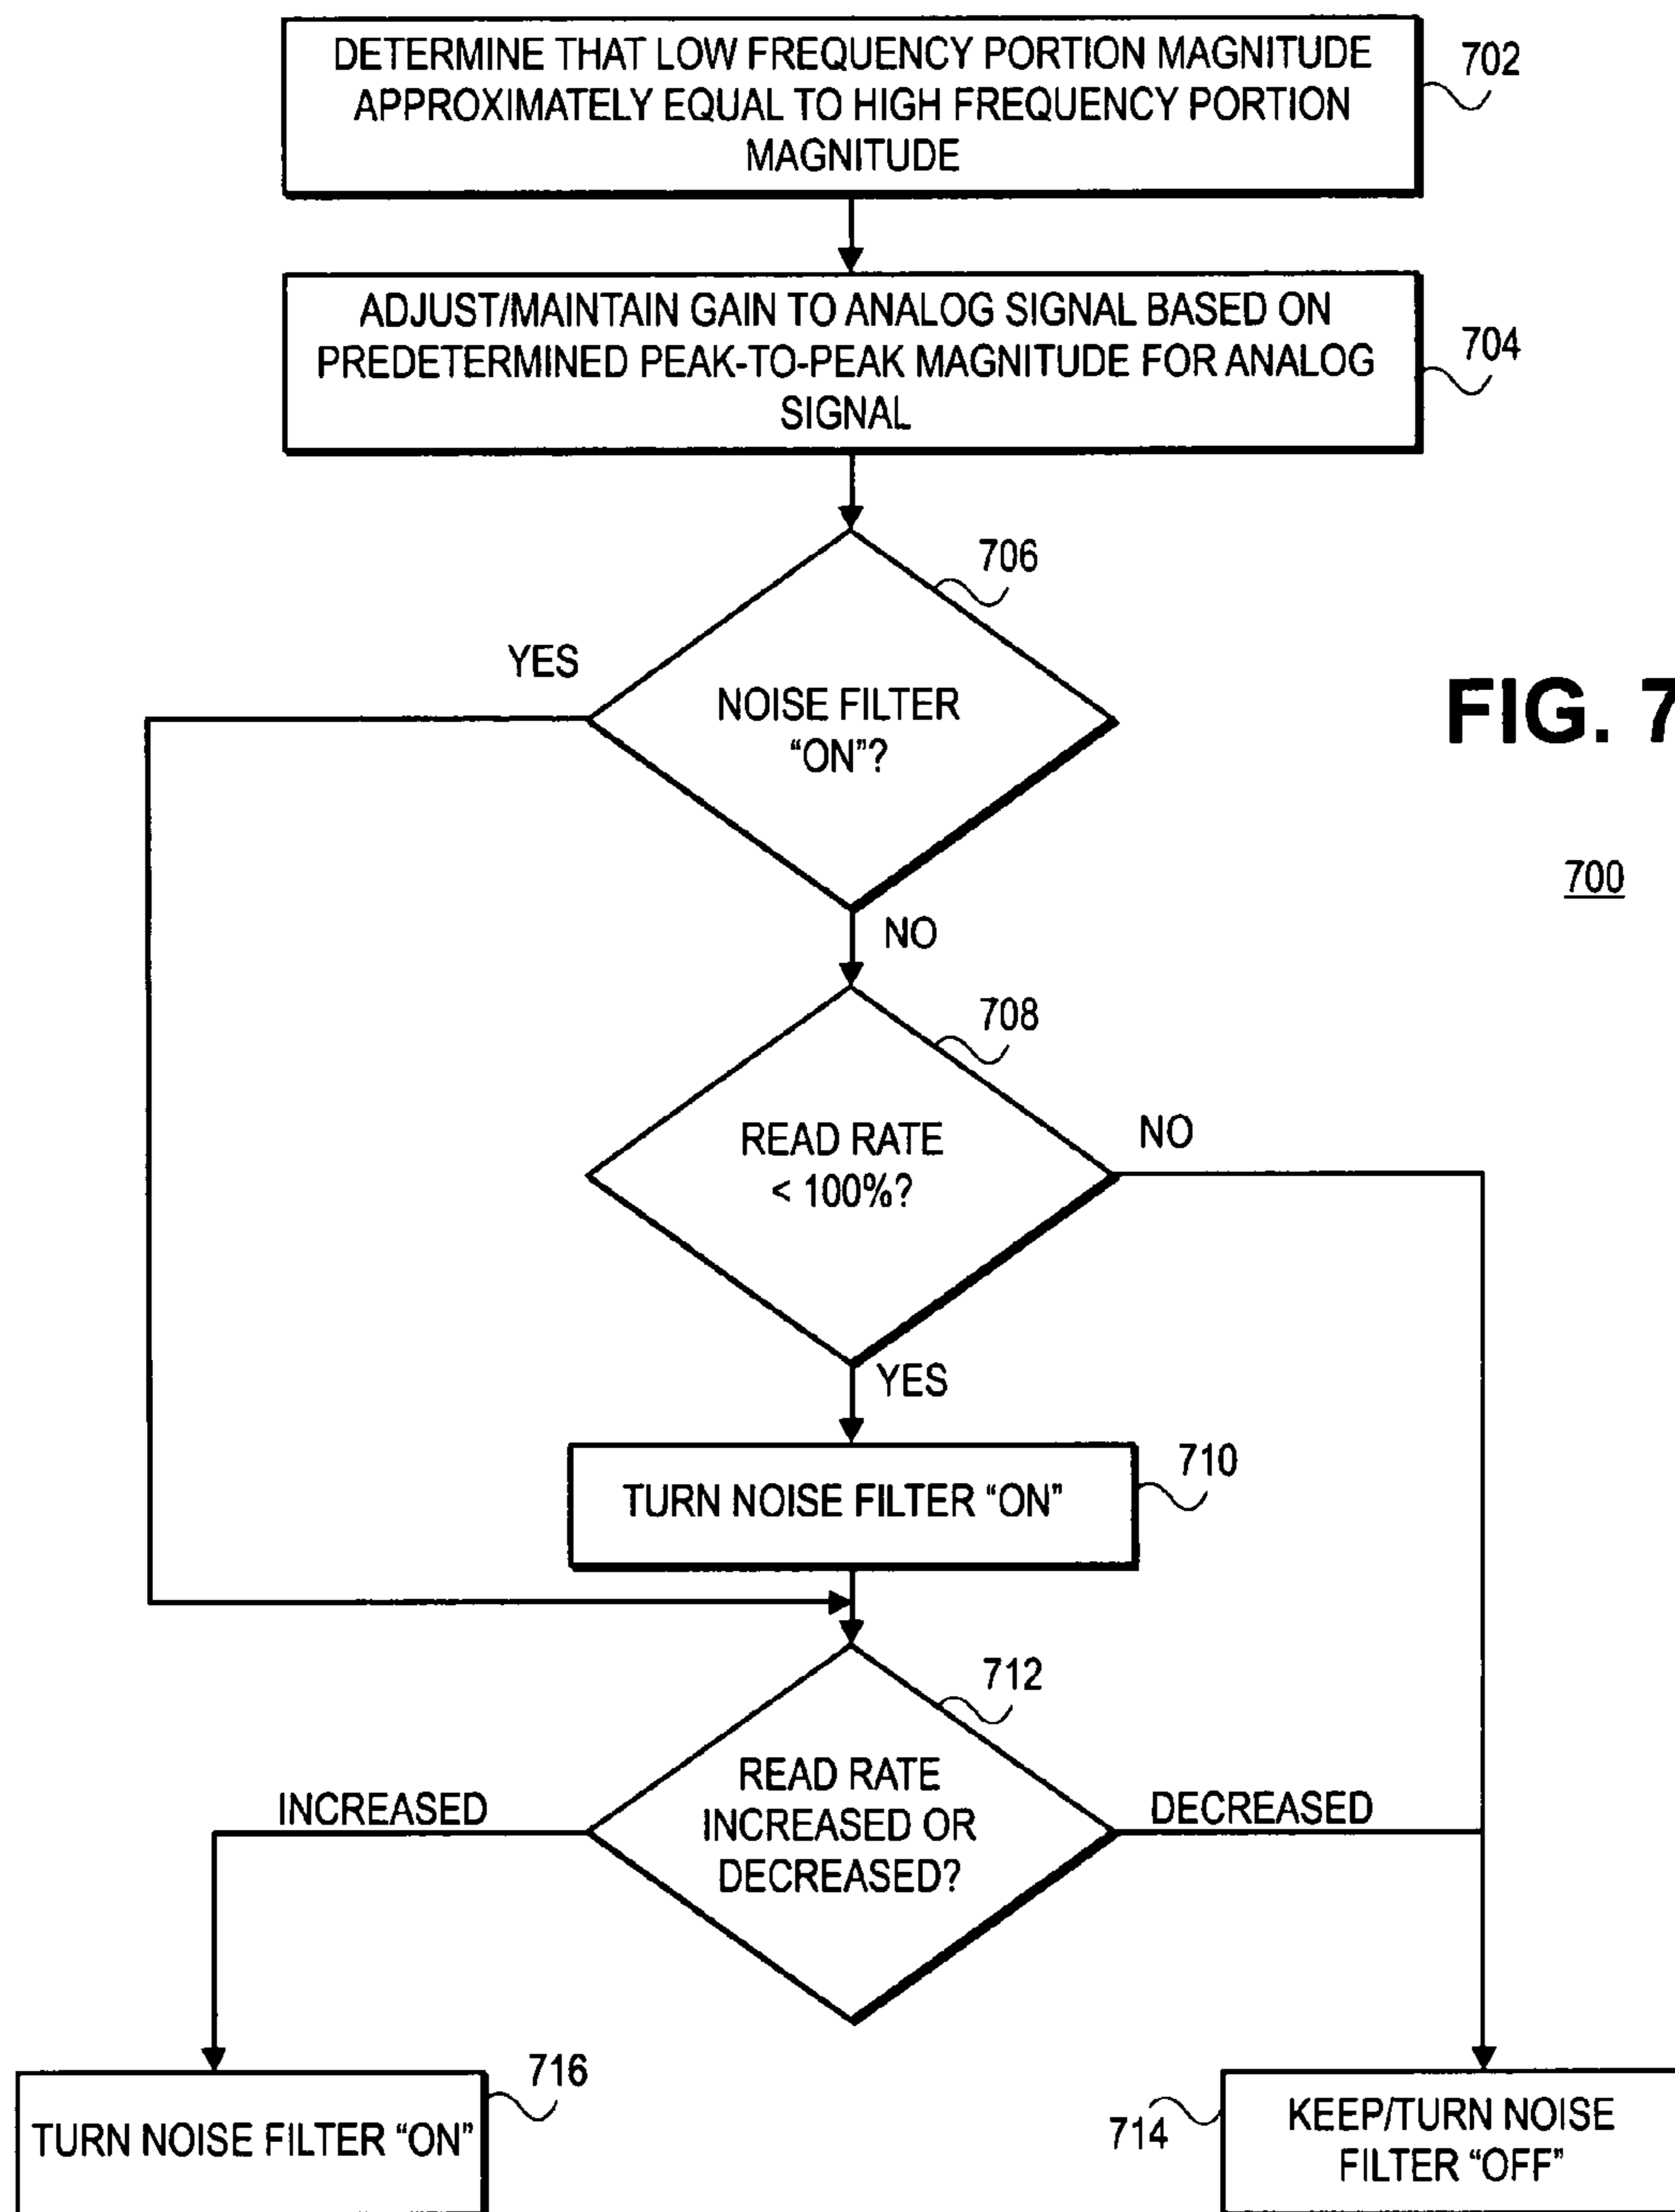 DETERMINE THAT LOW FREQUENCY PORTION MAGNITUDE
APPROXIMATELY EQUAL TO HIGH FREQUENCY PORTION
MAGNITUDE
702
ADJUST/MAINTAIN GAIN TO ANALOG SIGNAL BASED ON
PREDETERMINED PEAK-TO-PEAK MAGNITUDE FOR ANALOG
SIGNAL
704
706
YES
NOISE FILTER
“ON”?
FIG. 7
700
NO
708
READ RATE
< 100%?
NO
YES
710
TURN NOISE FILTER “ON”
712
READ RATE
INCREASED OR
DECREASED?
INCREASED
DECREASED
716
TURN NOISE FILTER “ON”
714
KEEP/TURN NOISE
FILTER “OFF”